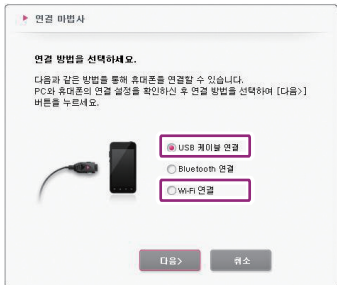 연결 마법사
연결 방법을 선택하세요.
다음과 같은 방법을 통해 휴대폰을 연결할 수 있습니다.
PC와 휴대폰의 연결 설정을 확인하신 후 연결 방법을 선택하여 [다음>]
버튼을 누르세요.
USB 케이블 연결
Bluetooth 연결
Wi-Fi 연결
다음>
취소